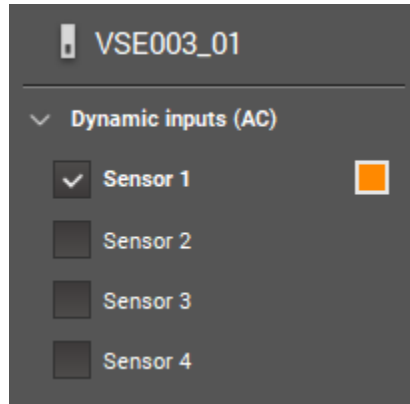 VSE003_01
Dynamic inputs (AC)
Sensor 1
Sensor 2
Sensor 3
Sensor 4